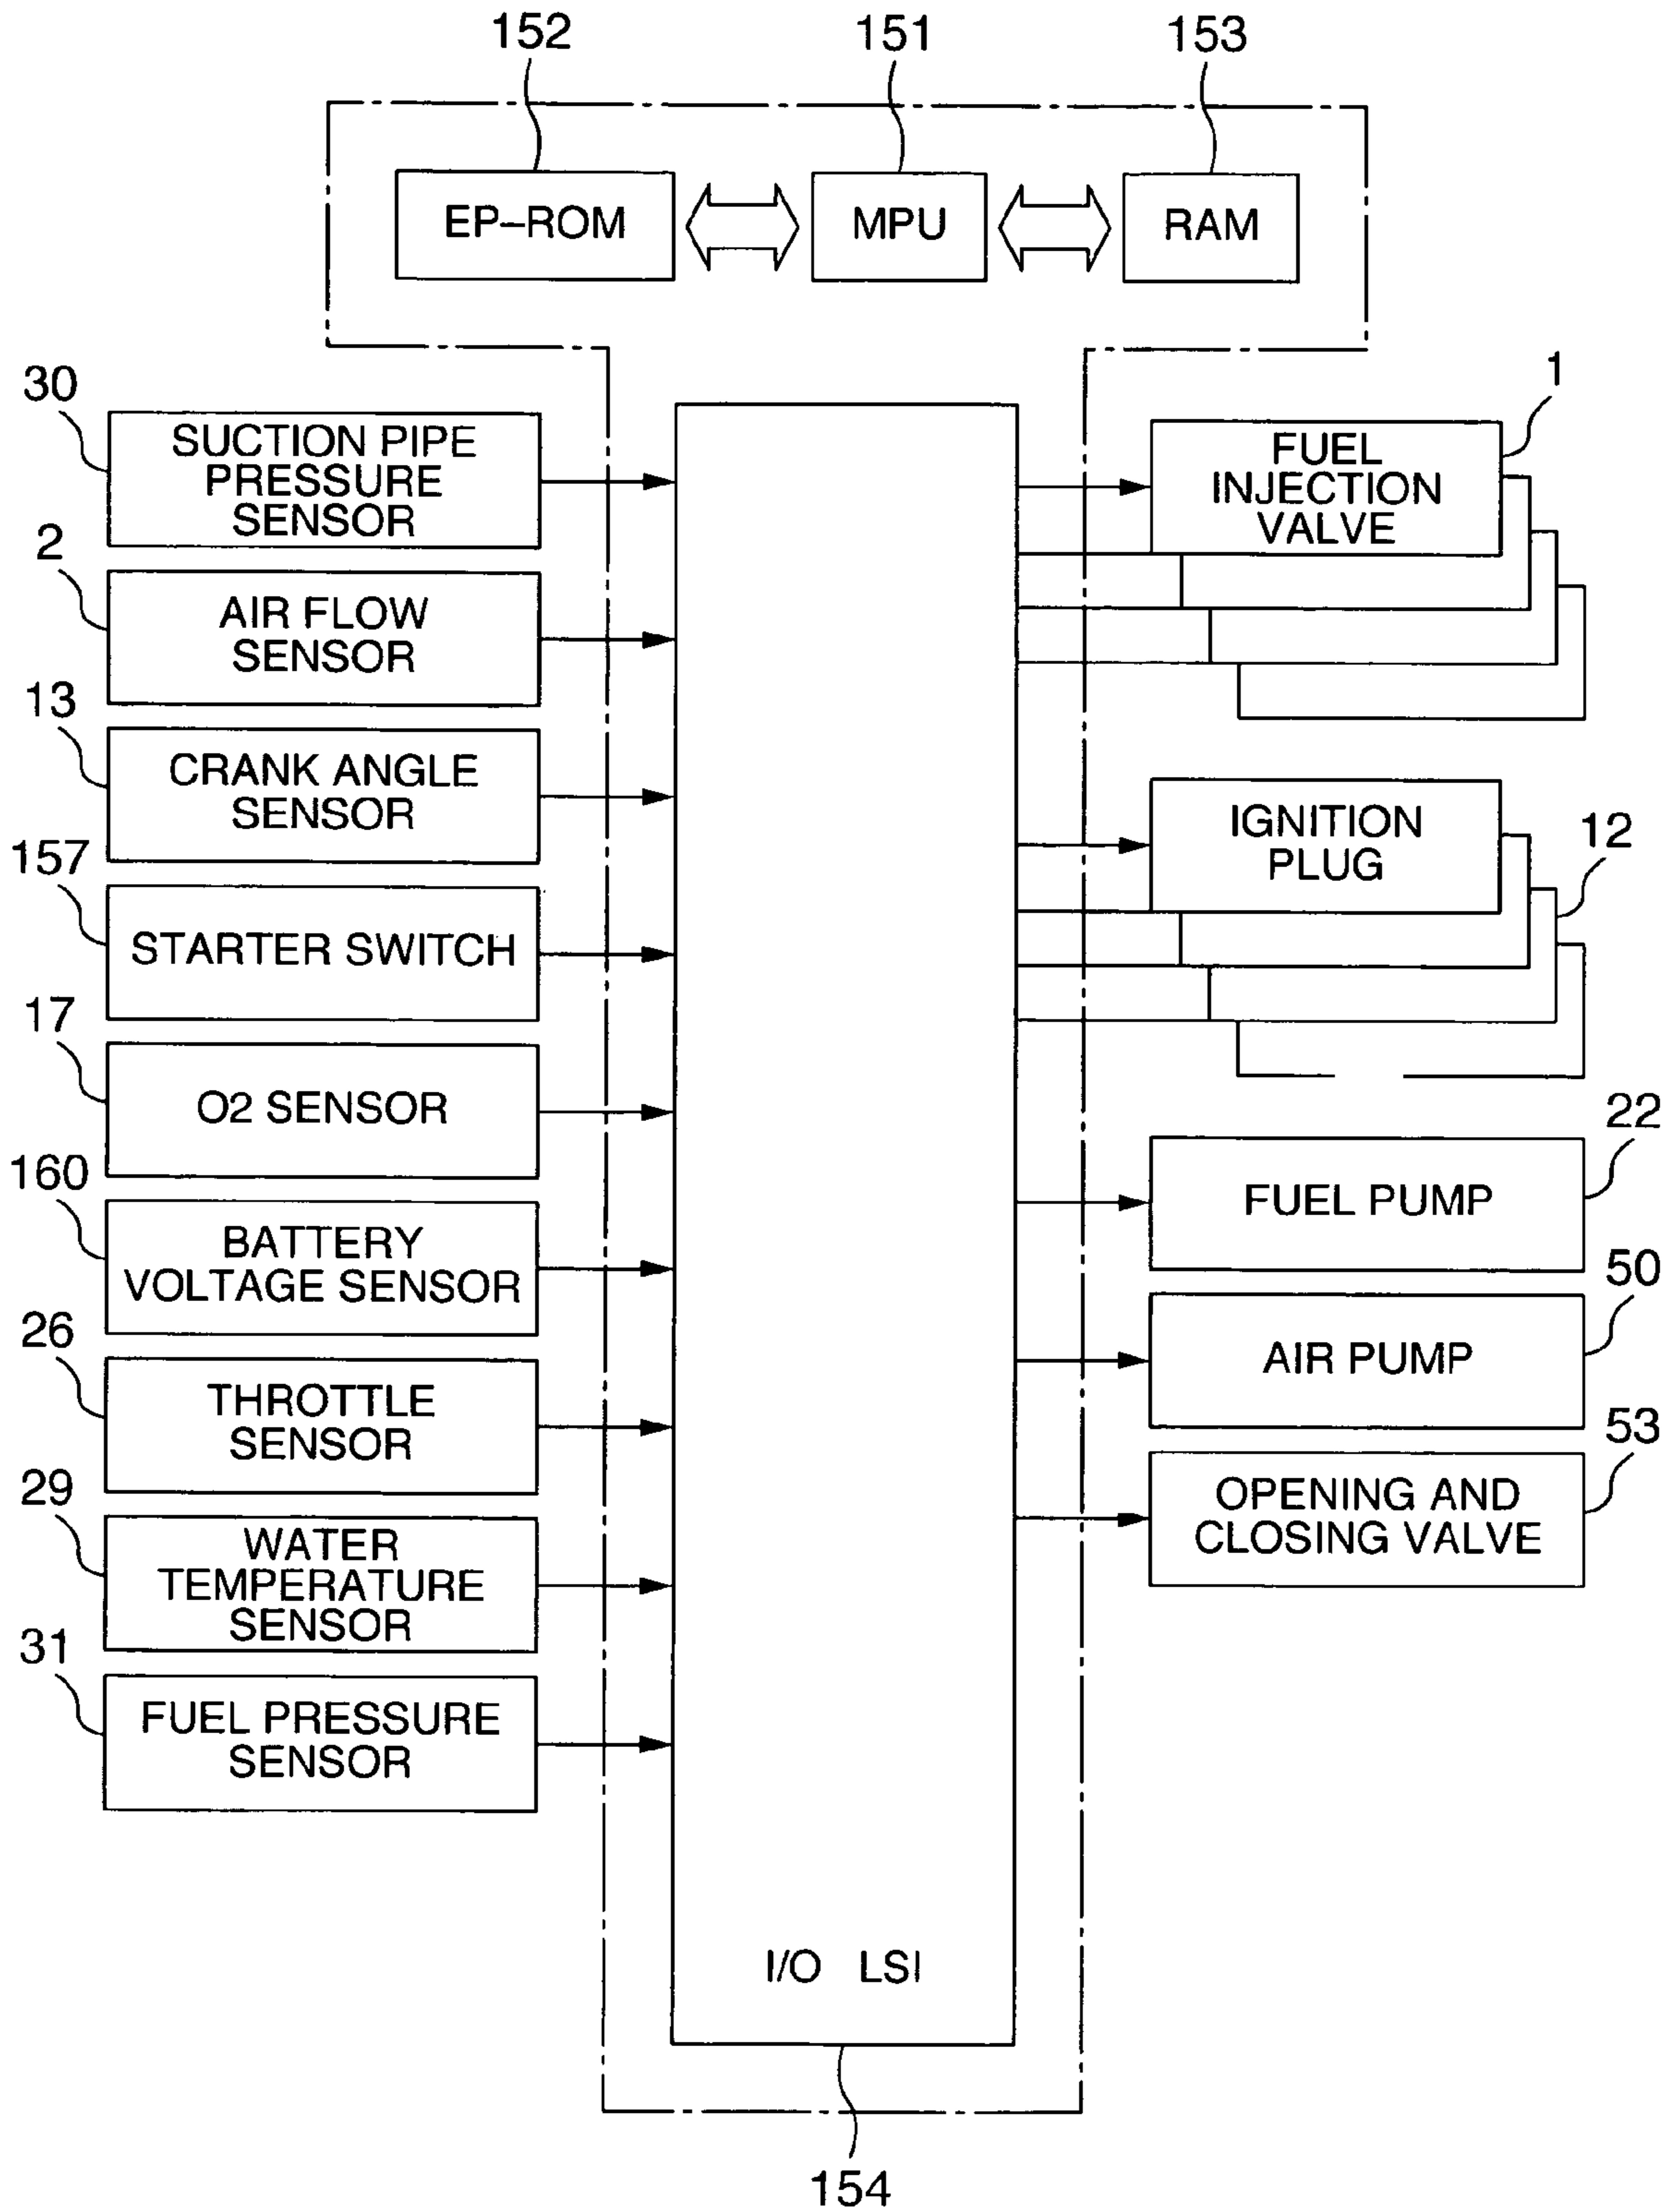 152
151
153
EP-ROM
MPU
RAM
30
SUCTION PIPE
PRESSURE
SENSOR
2
AIR FLOW
SENSOR
13
CRANK ANGLE
SENSOR
157
STARTER SWITCH
17
O2 SENSOR
160
BATTERY
VOLTAGE SENSOR
26
THROTTLE
SENSOR
29
WATER
TEMPERATURE
SENSOR
31
FUEL PRESSURE
SENSOR
I/O LSI
154
1
FUEL
INJECTION
VALVE
IGNITION
PLUG
12
22
FUEL PUMP
50
AIR PUMP
53
OPENING AND
CLOSING VALVE